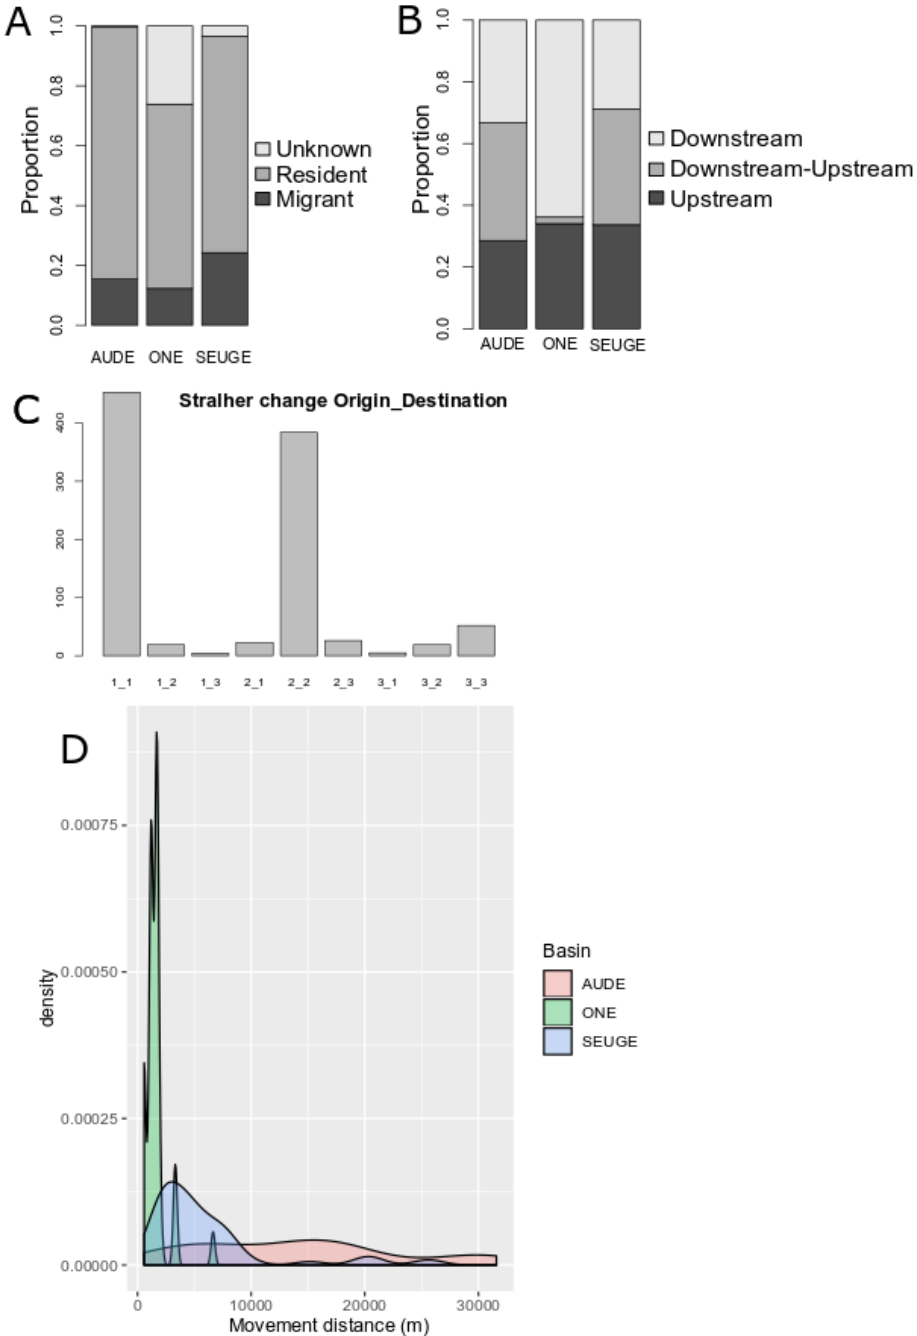 A
Proportion
0.0 0.2 0.4 0.6 0.8 1.0
AUDE ONE SEUGE
Unknown
Resident
Migrant
B
Proportion
0.0 0.2 0.4 0.6 0.8 1.0
AUDE ONE SEUGE
Downstream
Downstream-Upstream
Upstream
C
Stralher change Origin_Destination
0 100 200 300 400
1_1 1_2 1_3 2_1 2_2 2_3 3_1 3_2 3_3
D
density
0.00075
0.00050
0.00025
0.00000
0 10000 20000 30000
Movement distance (m)
Basin
AUDE
ONE
SEUGE